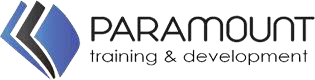 PARAMOUNT
training & development